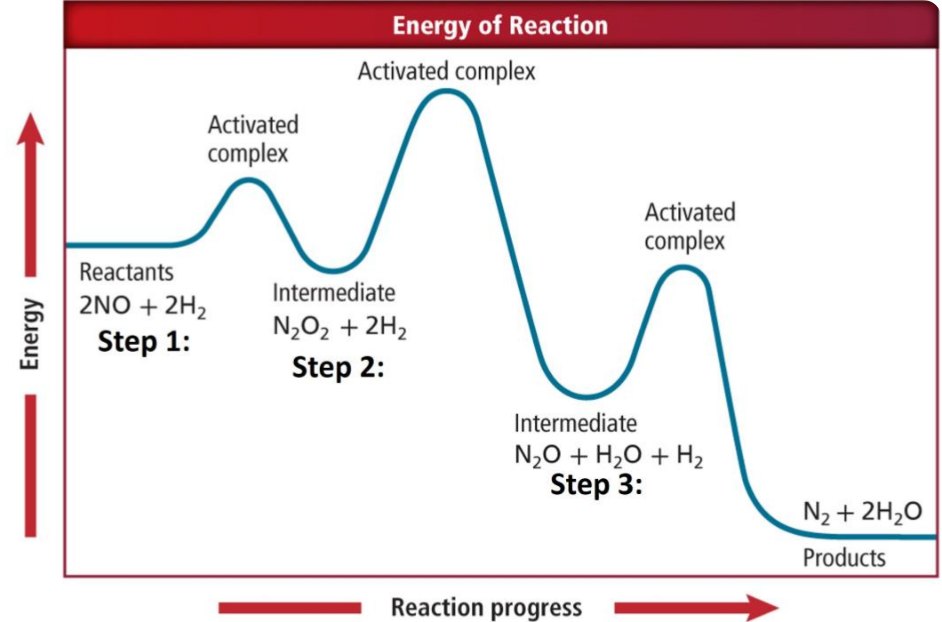 Energy of Reaction
Activated complex
Activated
complex
Activated
complex
Reactants
2NO + 2H₂
Step 1:
Intermediate
N₂O₂ + 2H₂
Step 2:
Intermediate
N₂O + H₂O + H₂
Step 3:
N₂ + 2H₂O
Products
Energy
Reaction progress